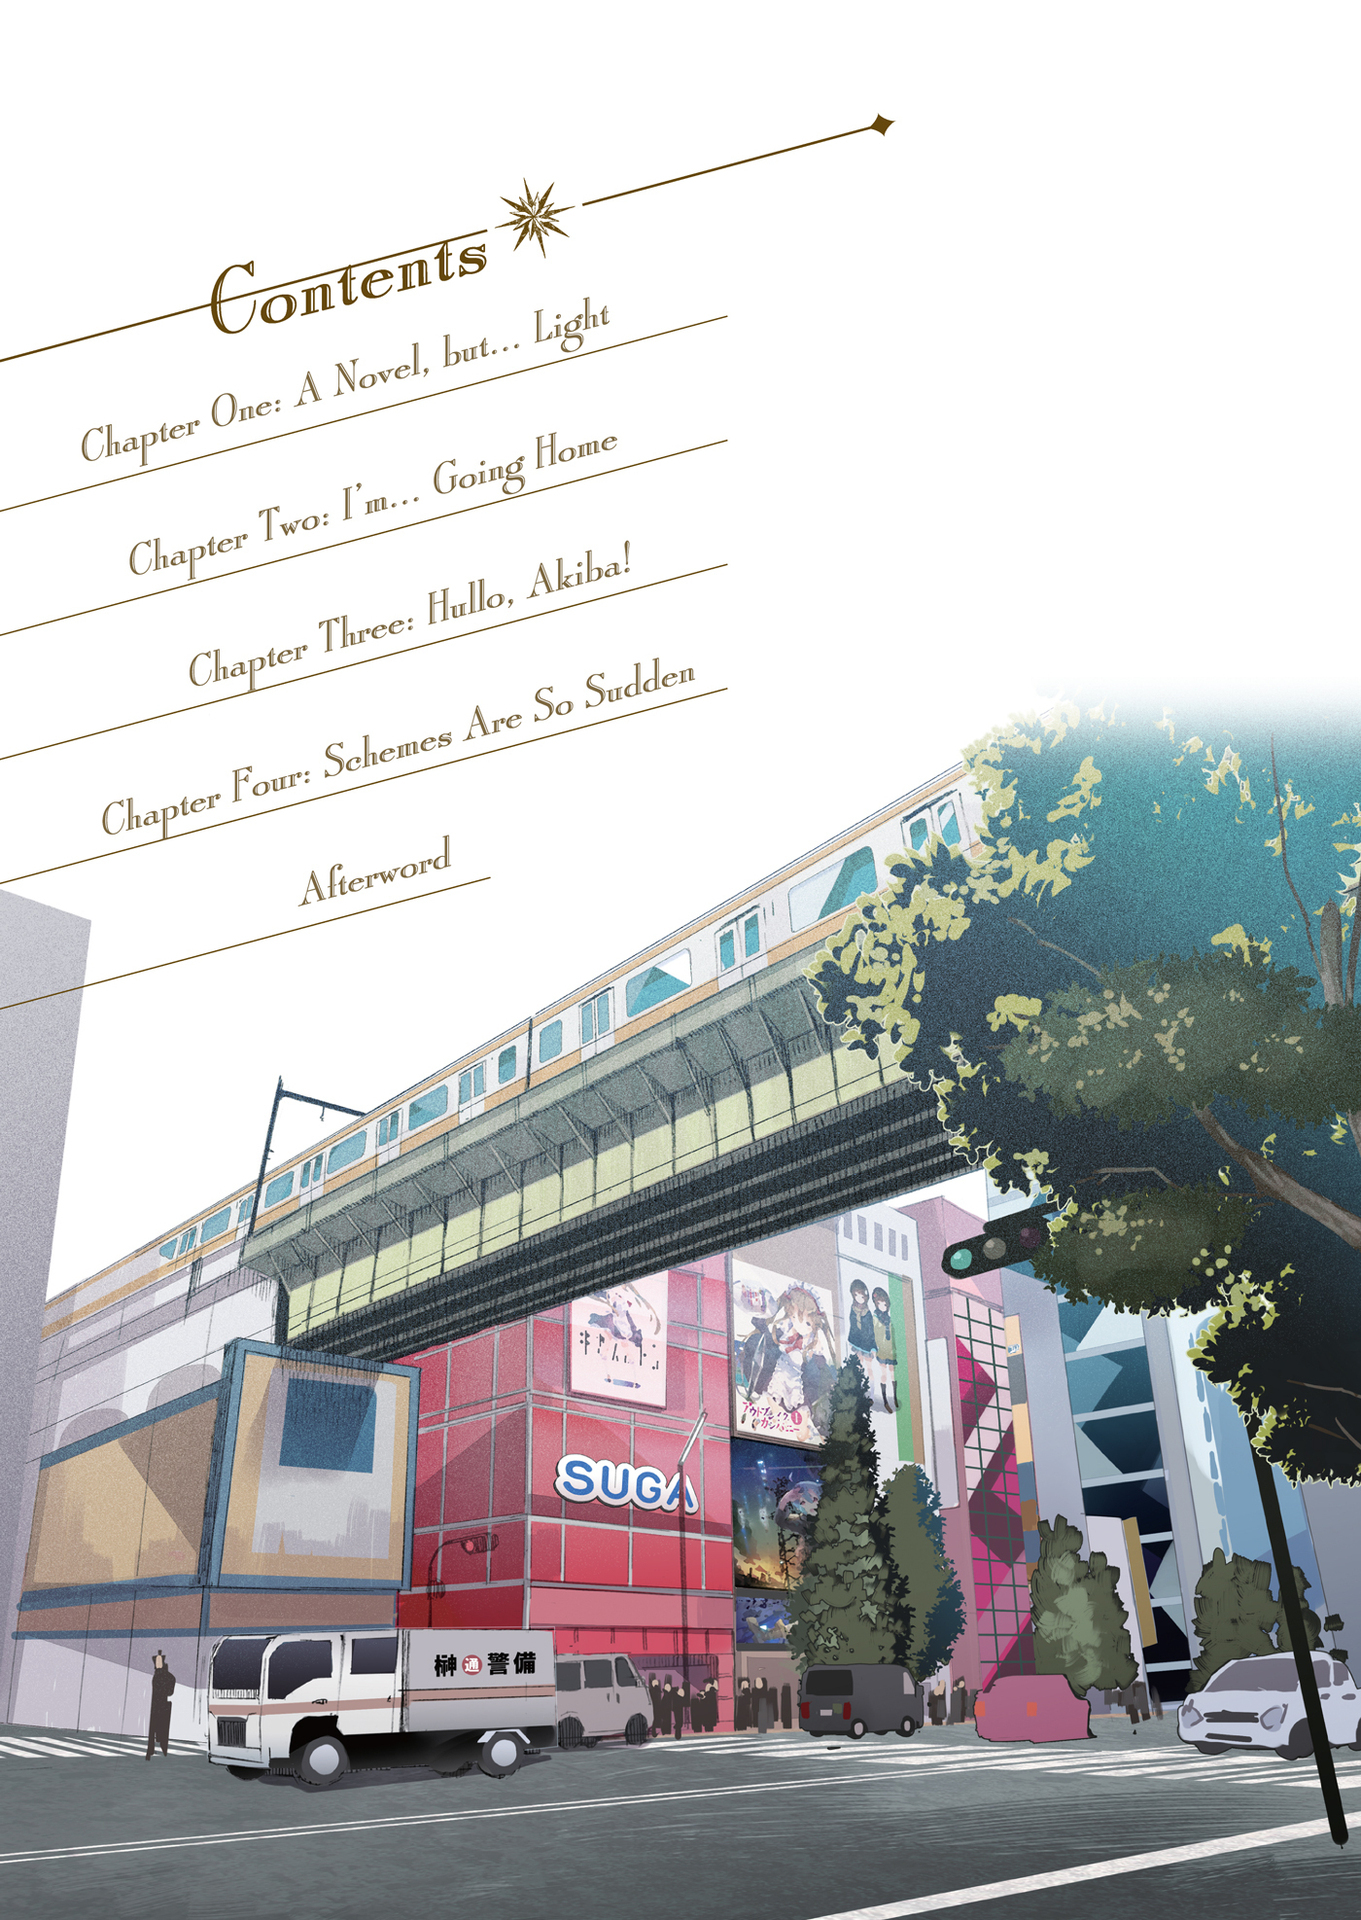 Contents
Chapter One: A Novel, but... Light
Chapter Two: I'm... Going Home
Chapter Three: Hullo, Akiba!
Chapter Four: Schemes Are So Sudden
Afterword
SUGA
榊通警備